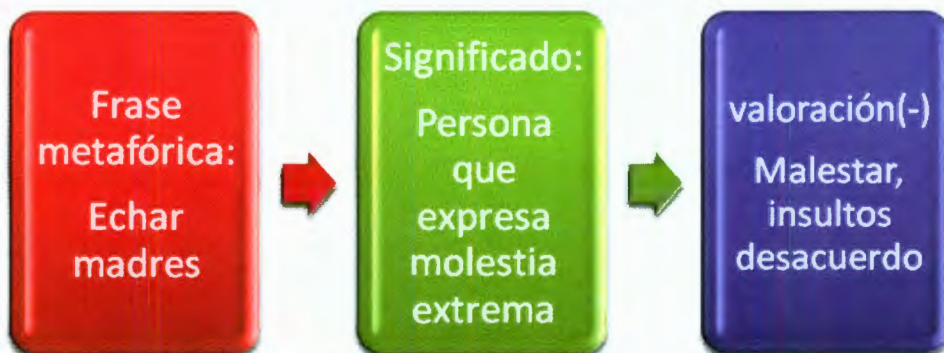 Frase
metafórica:
Echar
madres
Significado:
Persona
que
expresa
molestia
extrema
valoración(-)
Malestar,
insultos
desacuerdo